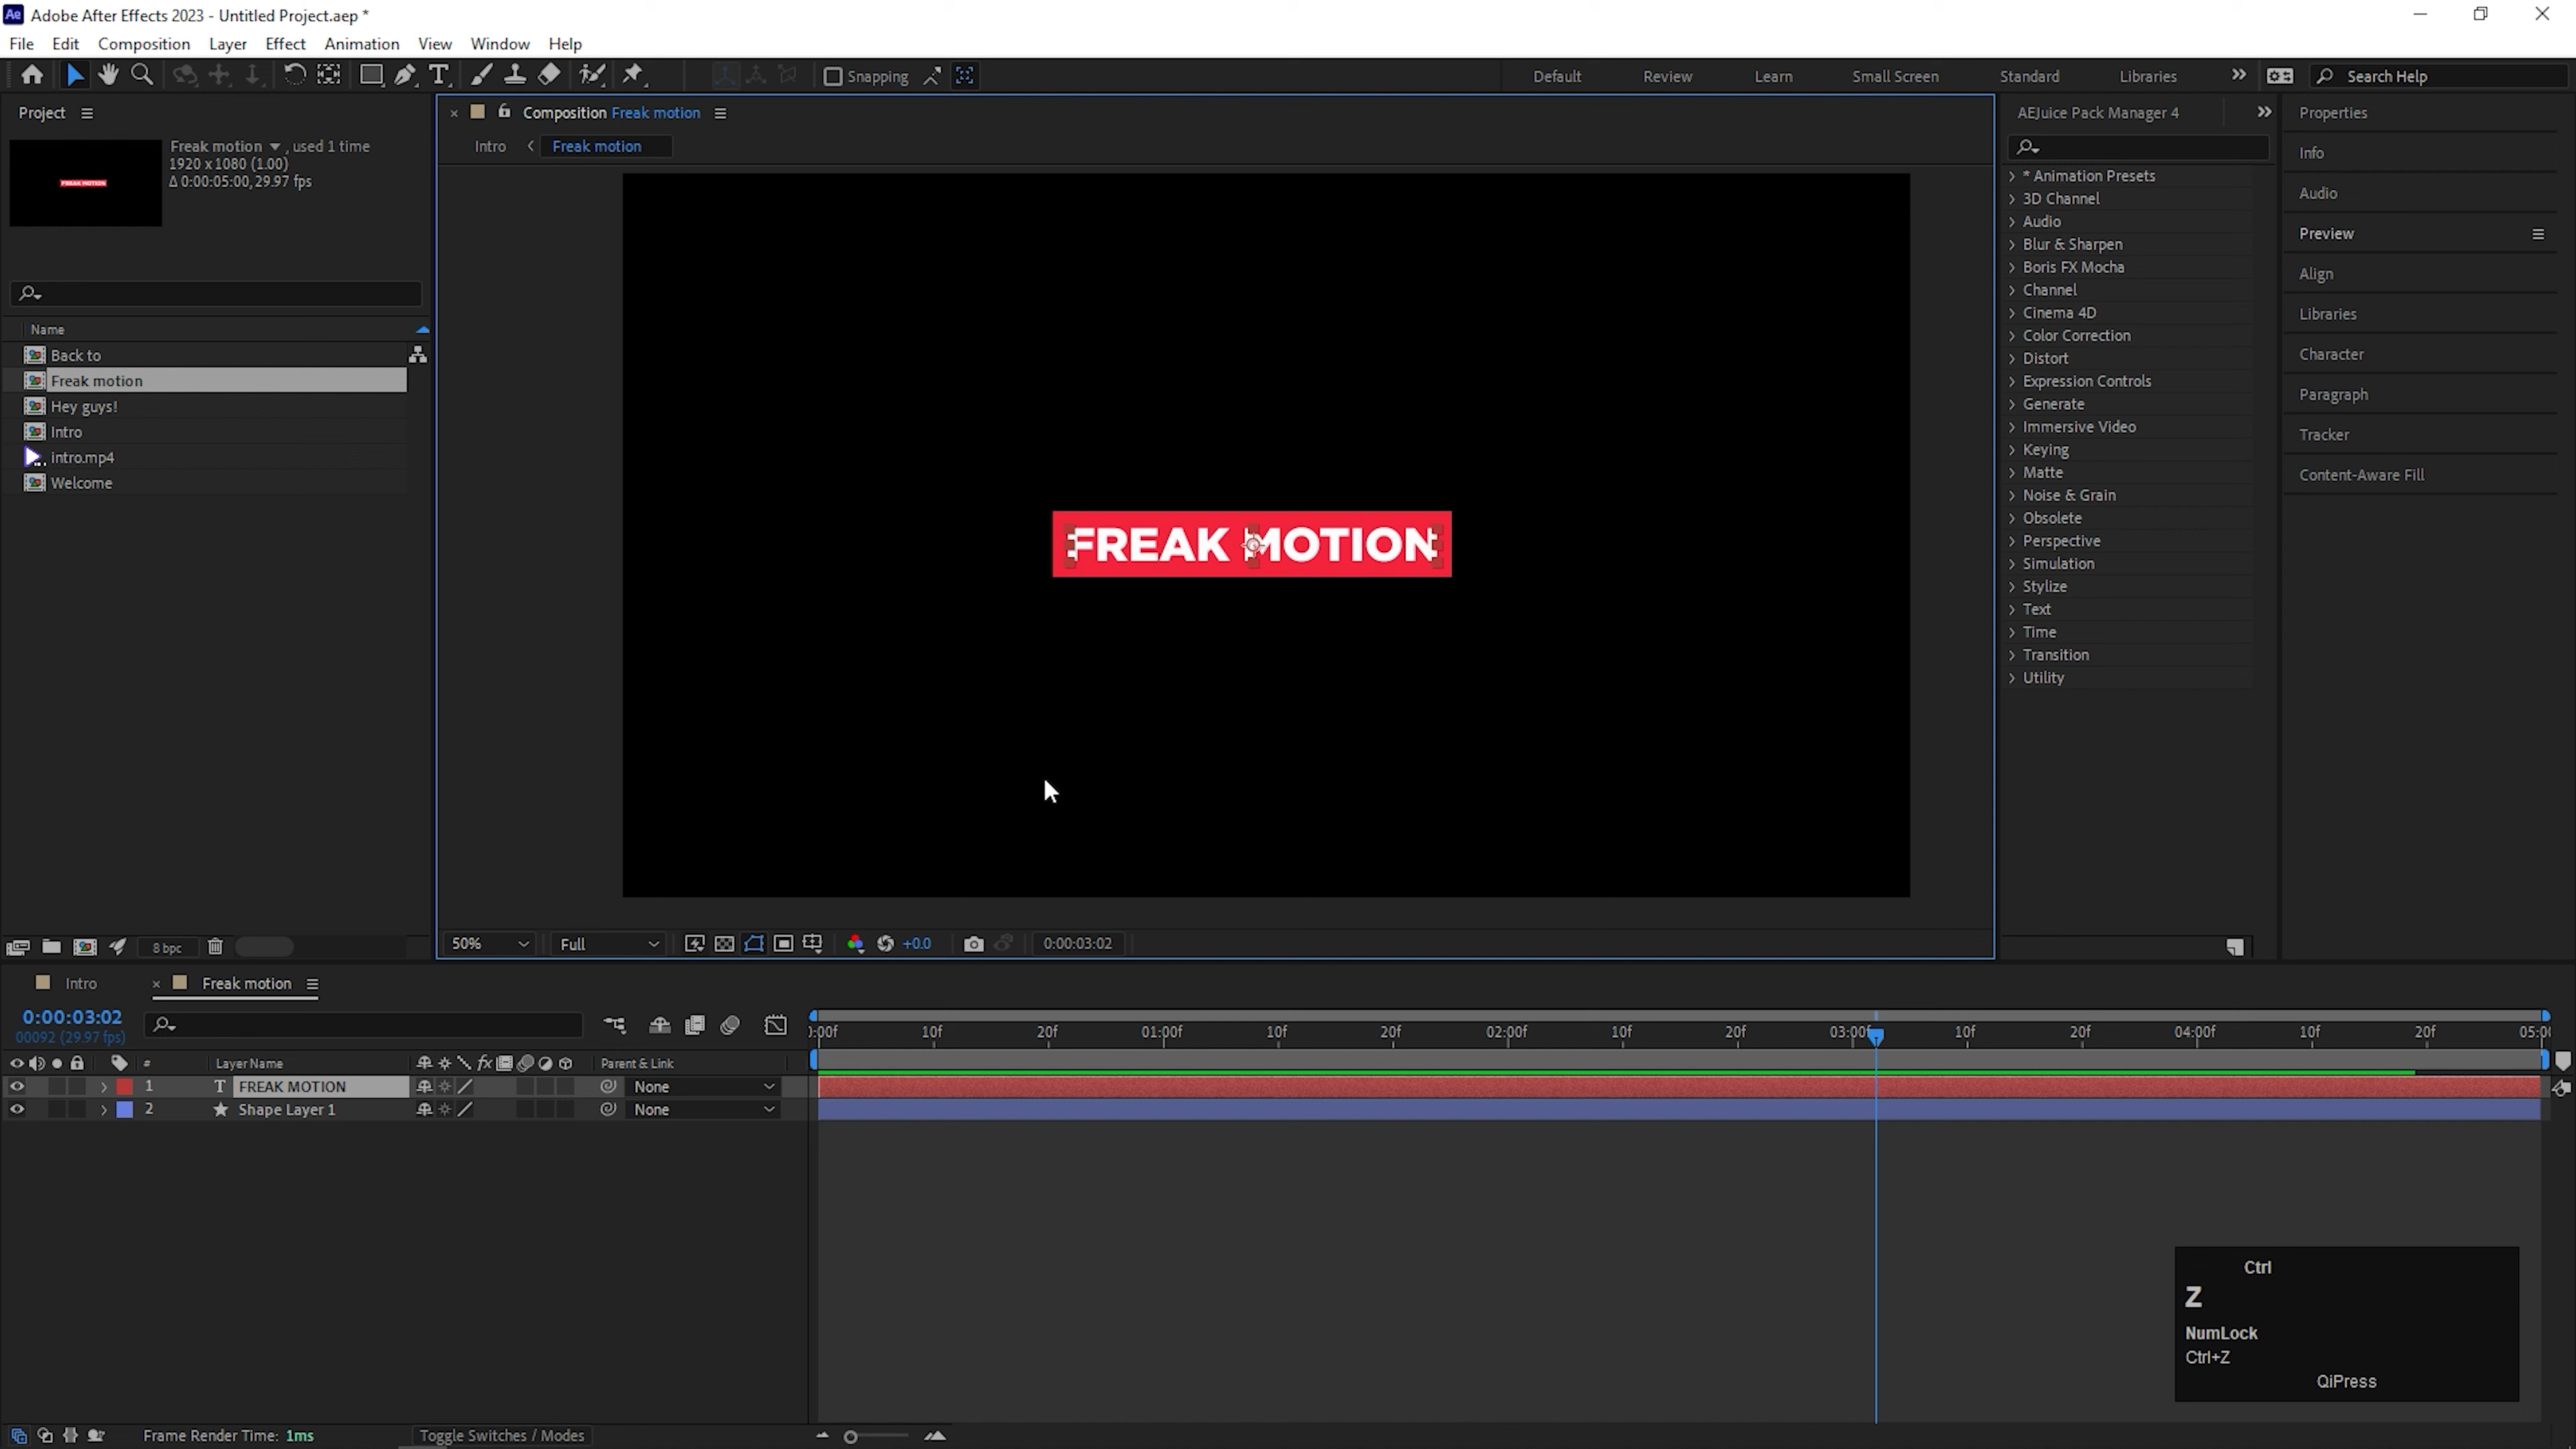 Ae Adobe After Effects 2023 - Untitled Project.aep *
File Edit Composition Layer Effect Animation View Window Help
Snapping
Default Review Learn Small Screen Standard Libraries
Search Help
Project
Freak motion , used 1 time
1920 x 1080 (1.00)
Δ 0:00:05:00, 29.97 fps
Name
Back to
Freak motion
Hey guys!
Intro
intro.mp4
Welcome
8 bpc
Composition Freak motion
Intro Freak motion
FREAK MOTION
50% Full +0.0 0:00:03:02
AEJuice Pack Manager 4
* Animation Presets
3D Channel
Audio
Blur & Sharpen
Boris FX Mocha
Channel
Cinema 4D
Color Correction
Distort
Expression Controls
Generate
Immersive Video
Keying
Matte
Noise & Grain
Obsolete
Perspective
Simulation
Stylize
Text
Time
Transition
Utility
Properties
Info
Audio
Preview
Align
Libraries
Character
Paragraph
Tracker
Content-Aware Fill
Intro Freak motion
0:00:03:02
00092 (29.97 fps)
:00f 10f 20f 01:00f 10f 20f 02:00f 10f 20f 03:00f 10f 20f 04:00f 10f 20f 05:0
# Layer Name fx Parent & Link
1 T FREAK MOTION None
2 Shape Layer 1 None
Ctrl
Z
NumLock
Ctrl+Z
QiPress
Frame Render Time: 1ms
Toggle Switches / Modes